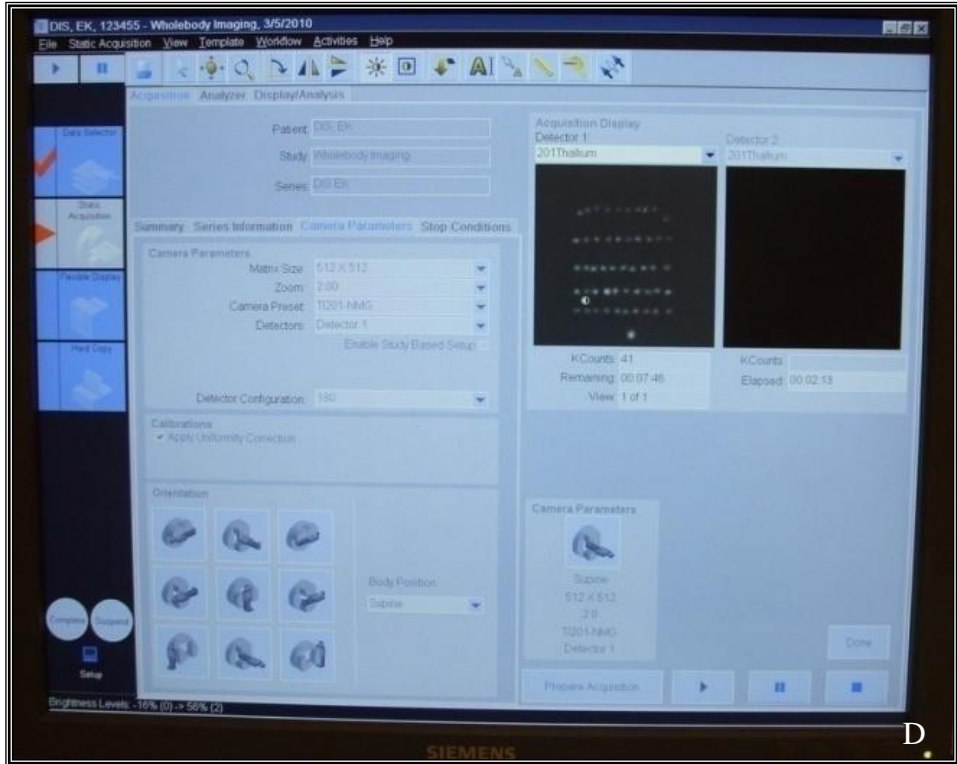 DIS, EK, 123455 - Wholebody Imaging, 3/5/2010
File Static Acquisition View Template Workflow Activities Help
Acquisition Analyzer Display/Analysis
Data Selector
Static Acquisition
Flexible Display
Hard Copy
Complete Suspend
Setup
Patient: DIS, EK
Study: Wholebody Imaging
Series: DIS EK
Summary Series Information Camera Parameters Stop Conditions
Camera Parameters
Matrix Size: 512 X 512
Zoom: 2.00
Camera Preset: Tl201-NMG
Detectors: Detector 1
Enable Study Based Setup
Detector Configuration: 180
Calibrations
Apply Uniformity Correction
Orientation
Body Position
Supine
Acquisition Display
Detector 1 Detector 2
201Thallium 201Thallium
KCounts: 41 KCounts:
Remaining: 00:07:46 Elapsed: 00:02:13
View: 1 of 1
Camera Parameters
Supine
512 X 512
2.0
Tl201-NMG
Detector 1
Done
Prepare Acquisition
Brightness Levels: -16% (0) -> 56% (2)
SIEMENS
D